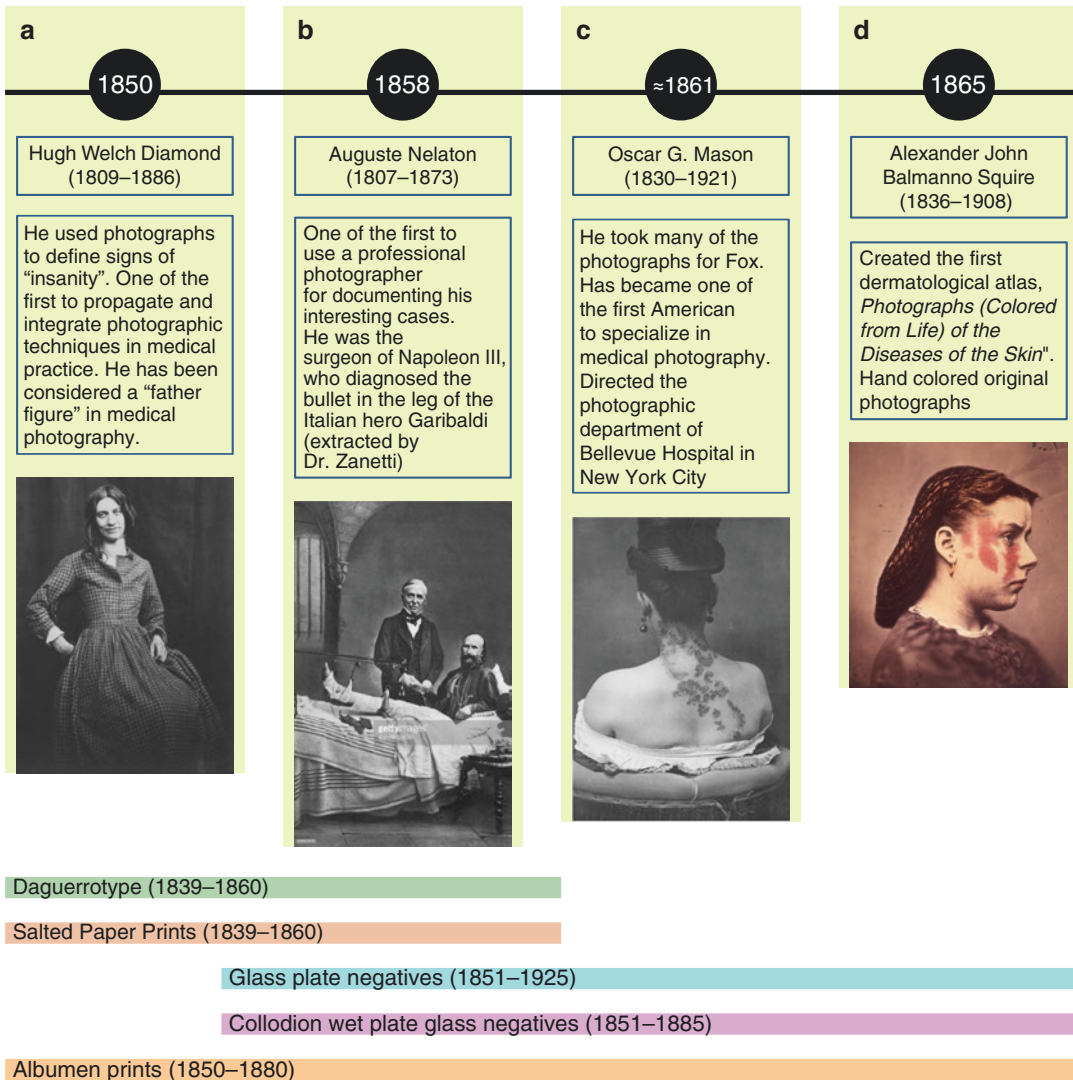 a
1850
Hugh Welch Diamond
(1809–1886)
He used photographs
to define signs of
“insanity”. One of the
first to propagate and
integrate photographic
techniques in medical
practice. He has been
considered a “father
figure” in medical
photography.
b
1858
Auguste Nelaton
(1807–1873)
One of the first to
use a professional
photographer
for documenting his
interesting cases.
He was the
surgeon of Napoleon III,
who diagnosed the
bullet in the leg of the
Italian hero Garibaldi
(extracted by
Dr. Zanetti)
gettyimages
c
≈1861
Oscar G. Mason
(1830–1921)
He took many of the
photographs for Fox.
Has became one of
the first American
to specialize in
medical photography.
Directed the
photographic
department of
Bellevue Hospital in
New York City
d
1865
Alexander John
Balmanno Squire
(1836–1908)
Created the first
dermatological atlas,
Photographs (Colored
from Life) of the
Diseases of the Skin".
Hand colored original
photographs
Daguerrotype (1839–1860)
Salted Paper Prints (1839–1860)
Glass plate negatives (1851–1925)
Collodion wet plate glass negatives (1851–1885)
Albumen prints (1850–1880)